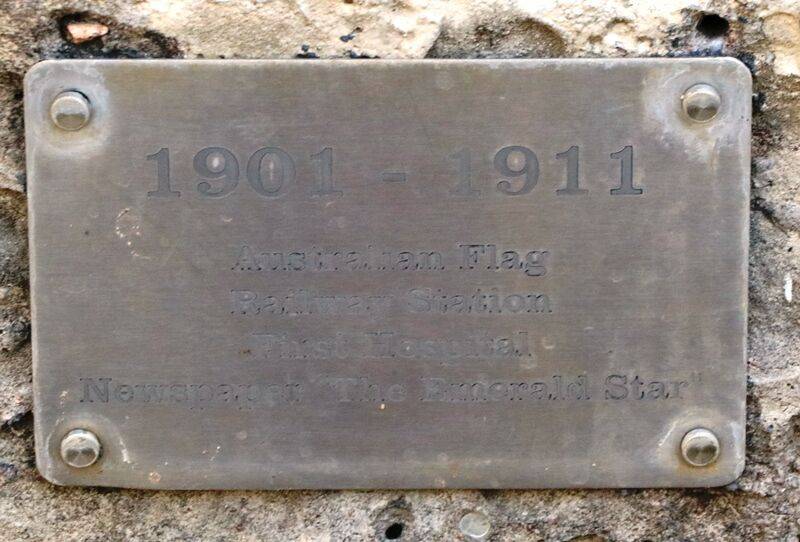 1901 - 1911
Australian Flag
Railway Station
First Hospital
Newspaper "The Emerald Star"